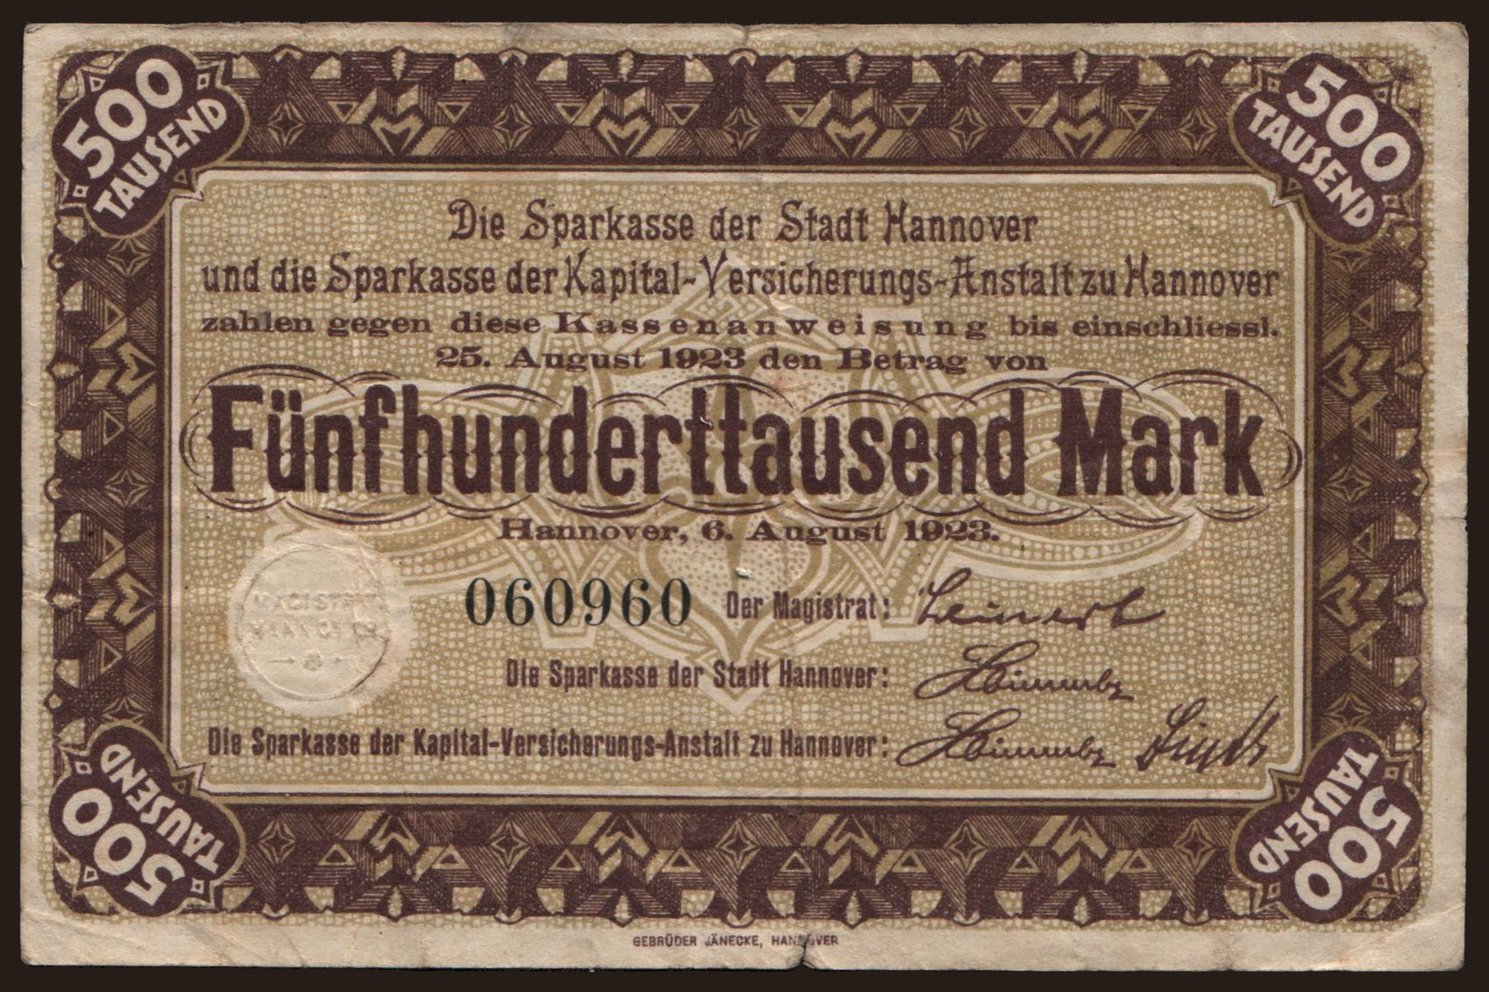 500 TAUSEND
500 TAUSEND
Die Sparkasse der Stadt Hannover
und die Sparkasse der Kapital-Versicherungs-Anstalt zu Hannover
zahlen gegen diese Kassenanweisung bis einschliessl.
25. August 1923 den Betrag von
Fünfhunderttausend Mark
Hannover, 6. August 1923.
060960 Der Magistrat: Leinert
Die Sparkasse der Stadt Hannover:
Die Sparkasse der Kapital-Versicherungs-Anstalt zu Hannover:
500 TAUSEND
500 TAUSEND
GEBRÜDER JÄNECKE, HANNOVER